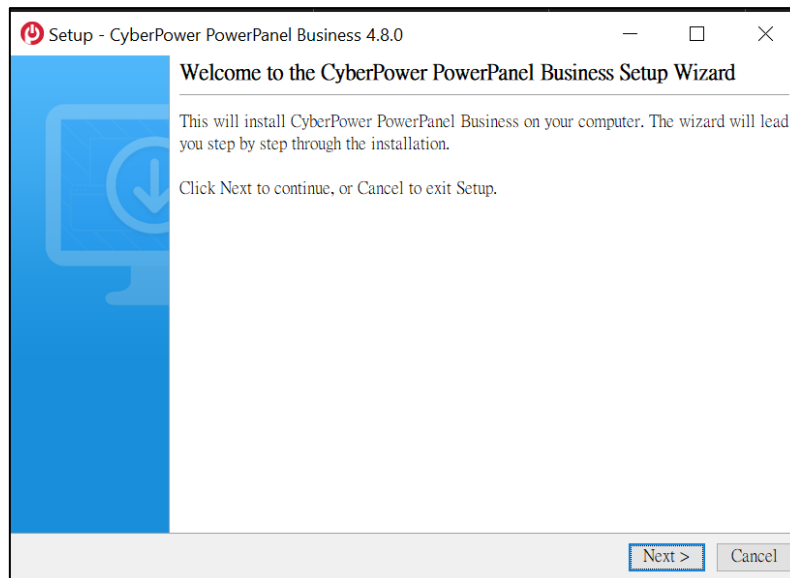 Setup - CyberPower PowerPanel Business 4.8.0
Welcome to the CyberPower PowerPanel Business Setup Wizard
This will install CyberPower PowerPanel Business on your computer. The wizard will lead
you step by step through the installation.
Click Next to continue, or Cancel to exit Setup.
Next >
Cancel